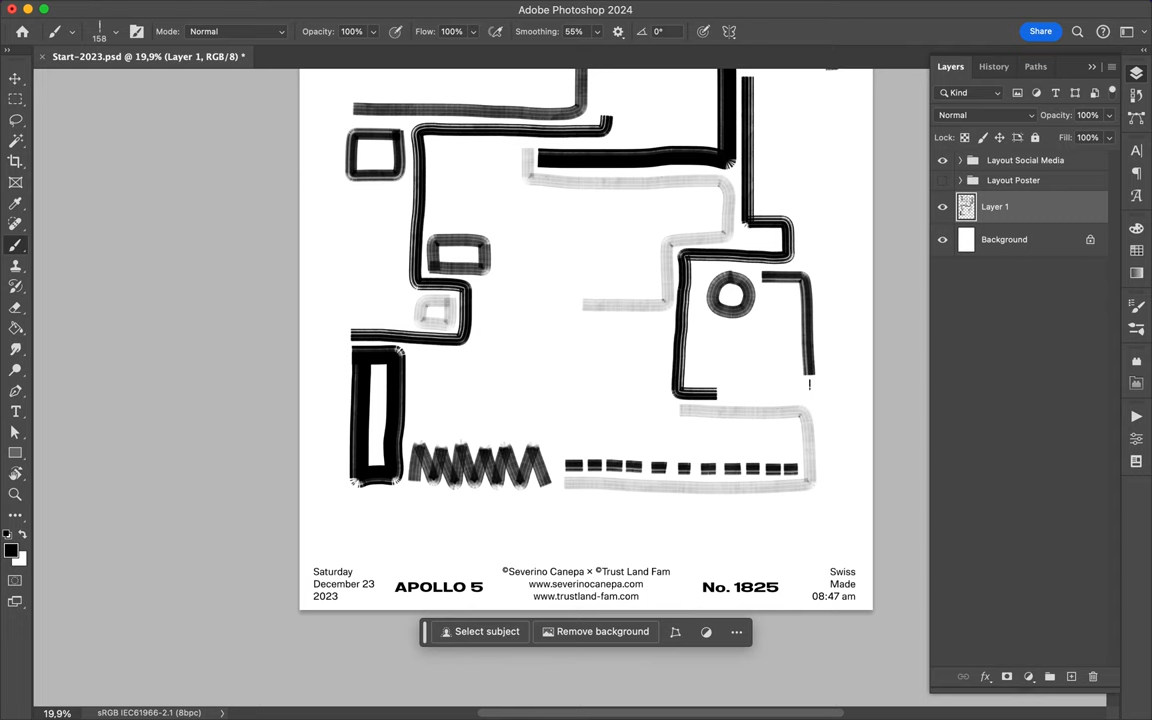 Adobe Photoshop 2024
158
Mode: Normal
Opacity: 100%
Flow: 100%
Smoothing: 55%
0°
Share
Start-2023.psd @ 19,9% (Layer 1, RGB/8) *
Layers
History
Paths
Kind
Normal
Opacity: 100%
Lock:
Fill: 100%
Layout Social Media
Layout Poster
Layer 1
Background
Saturday
December 23
2023
APOLLO 5
©Severino Canepa × ©Trust Land Fam
www.severinocanepa.com
www.trustland-fam.com
No. 1825
Swiss
Made
08:47 am
Select subject
Remove background
19,9%
sRGB IEC61966-2.1 (8bpc)